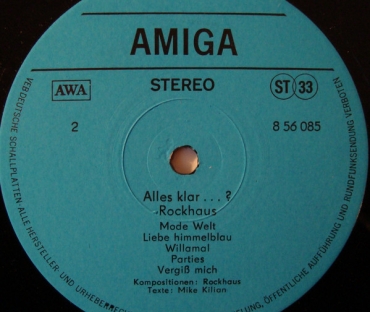 AMIGA
AWA
STEREO
ST 33
2
8 56 085
Alles klar . . . ?
Rockhaus
Mode Welt
Liebe himmelblau
Willamal
Parties
Vergiß mich
Kompositionen: Rockhaus
Texte: Mike Kilian
VEB DEUTSCHE SCHALLPLATTEN · ALLE HERSTELLER- UND URHEBERRECHTE
ÖFFENTLICHE AUFFÜHRUNG UND RUNDFUNKSENDUNG VERBOTEN